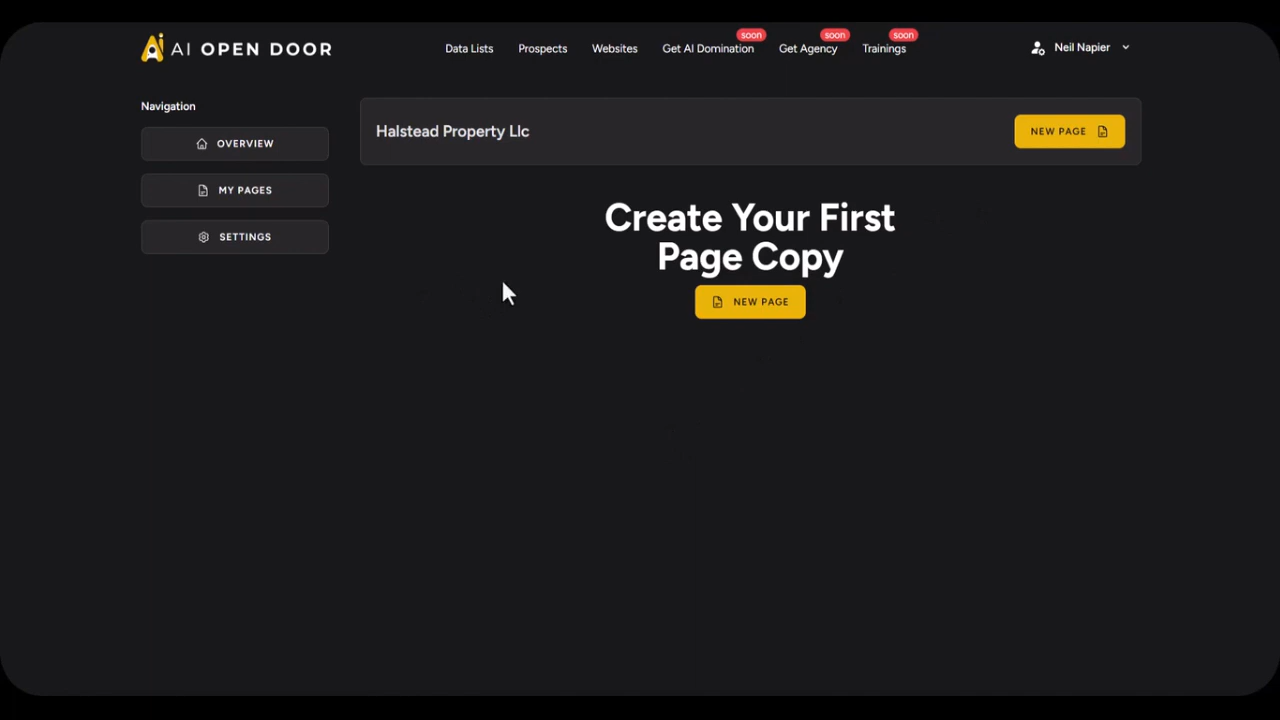 Ai AI OPEN DOOR
Data Lists Prospects Websites Get AI Domination soon Get Agency soon Trainings soon
Neil Napier
Navigation
OVERVIEW
MY PAGES
SETTINGS
Halstead Property Llc
NEW PAGE
Create Your First
Page Copy
NEW PAGE